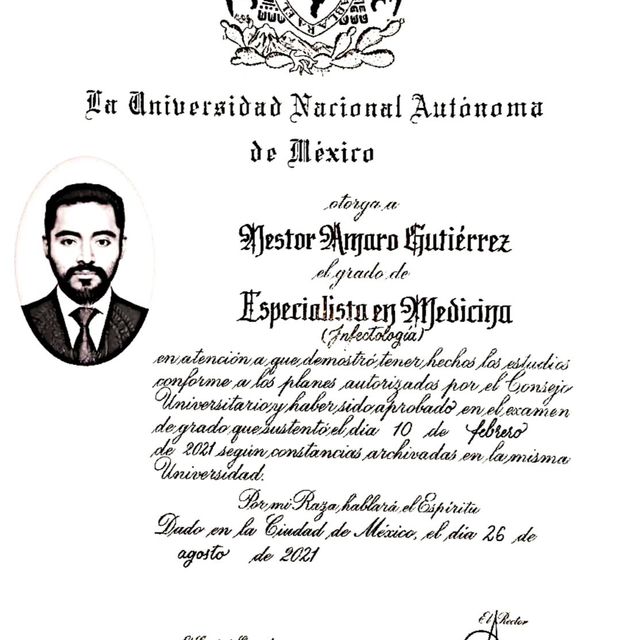 HABLARA EL
La Universidad Nacional Autónoma
de México
otorga a
Nestor Amaro Gutiérrez
el grado de
Especialista en Medicina
(Infectología)
en atención a que demostró tener hechos los estudios
conforme a los planes autorizados por el Consejo
Universitario y haber sido aprobado en el examen
de grado que sustentó el día 10 de febrero
de 2021 según constancias archivadas en la misma
Universidad.
Por mi Raza hablará el Espíritu
Dado en la Ciudad de México, el día 26 de
agosto de 2021
El Rector